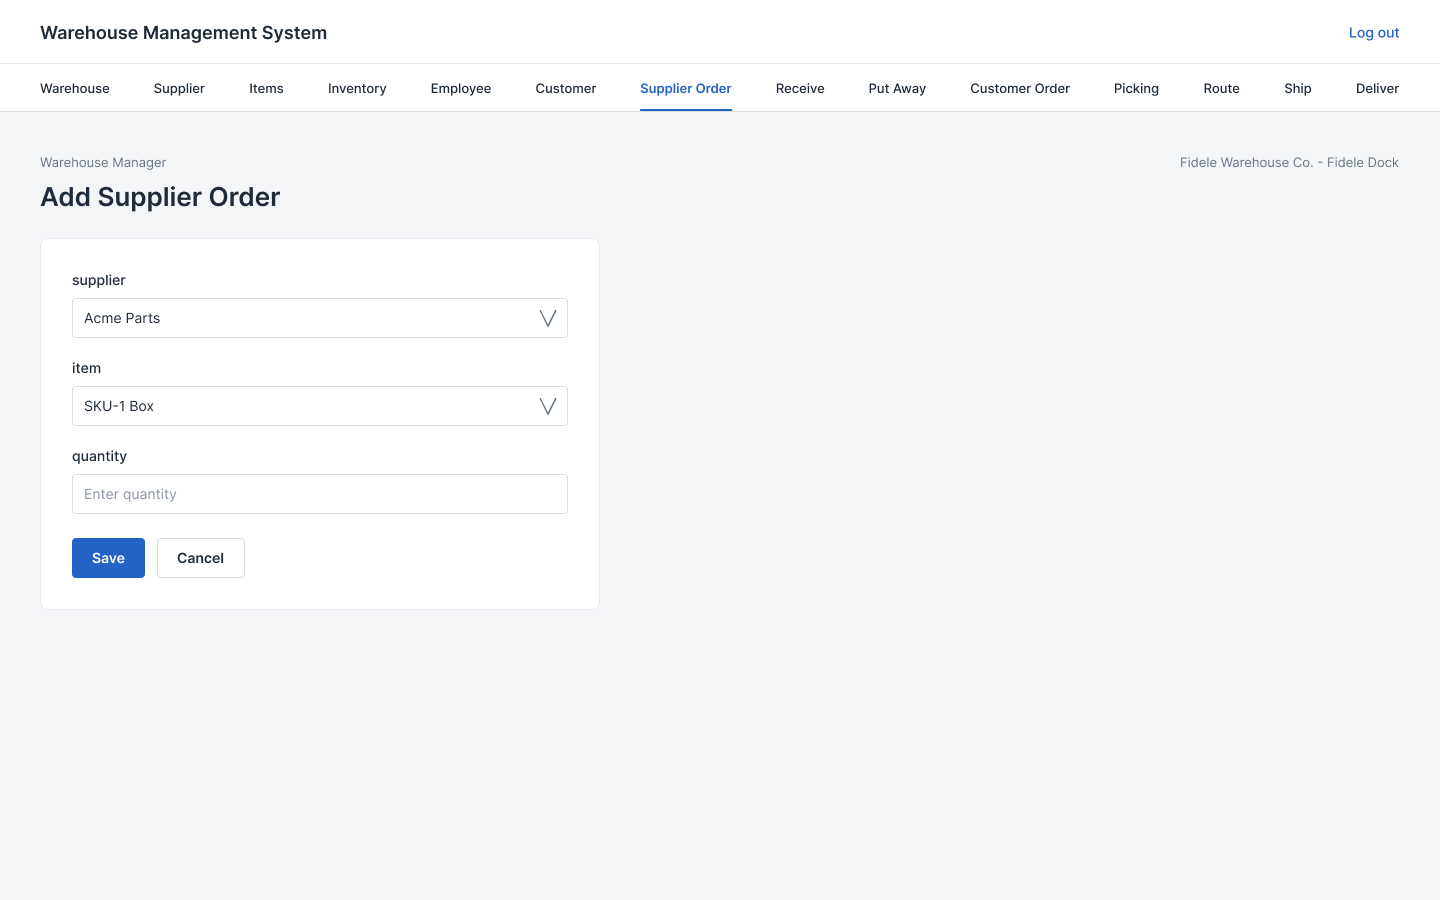 Warehouse Management System
Log out
Warehouse Supplier Items Inventory Employee Customer Supplier Order Receive Put Away Customer Order Picking Route Ship Deliver
Warehouse Manager
Fidele Warehouse Co. - Fidele Dock
Add Supplier Order
supplier
Acme Parts
item
SKU-1 Box
quantity
Enter quantity
Save Cancel